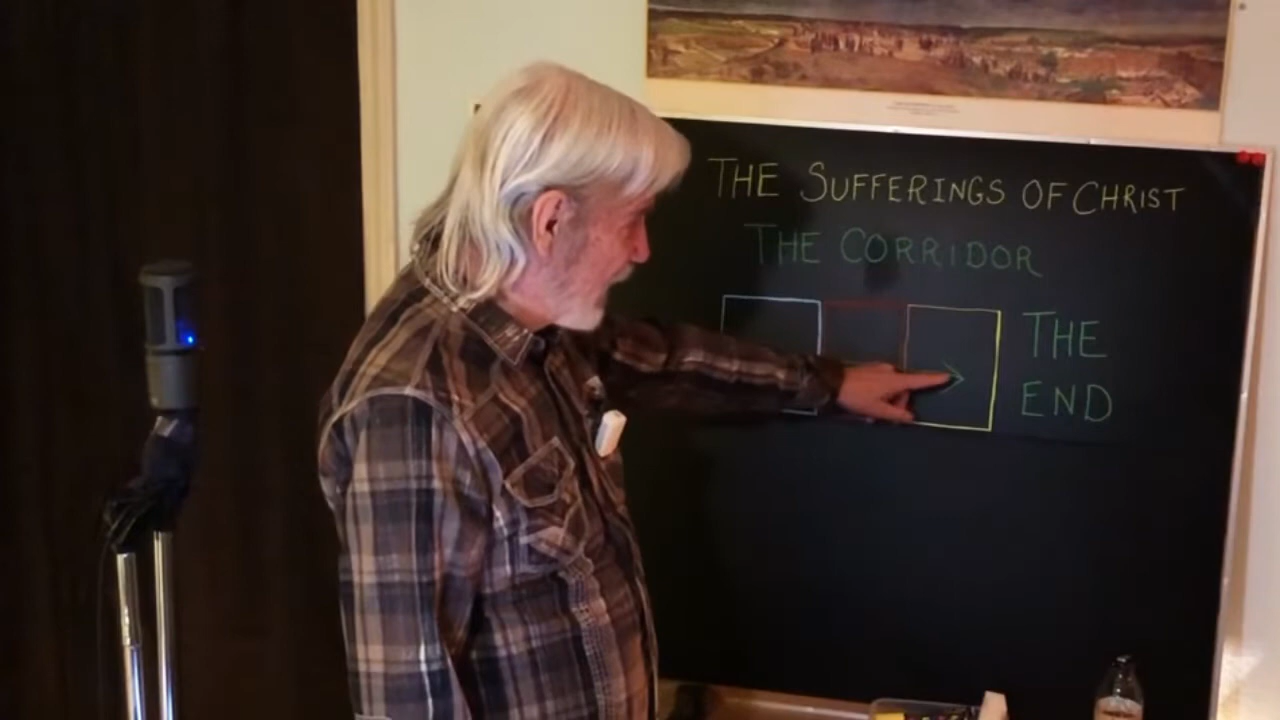 THE SUFFERINGS OF CHRIST
THE CORRIDOR
THE
END